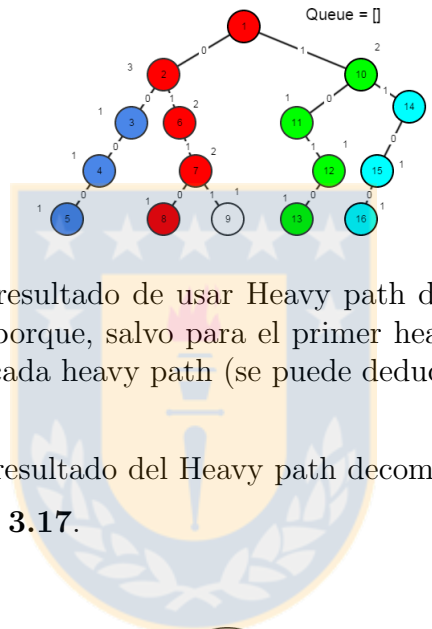 Queue = []
1
0 1
3 2 10 2
0 1 0 1
1 3 6 2 1 11 14
0 1 1 0
1 4 7 2 12 1 15 1
0 0 1 0 0
1 5 1 8 9 1 1 13 16 1
resultado de usar Heavy path d
porque, salvo para el primer hea
cada heavy path (se puede deduc
resultado del Heavy path decom
3.17.